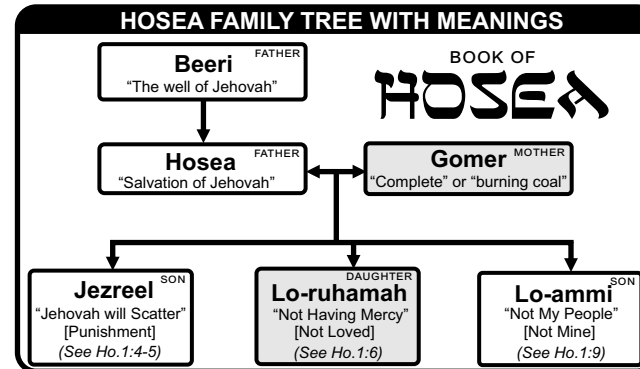 HOSEA FAMILY TREE WITH MEANINGS
FATHER
Beeri
“The well of Jehovah”
BOOK OF
HOSEA
FATHER
Hosea
“Salvation of Jehovah”
MOTHER
Gomer
“Complete” or “burning coal”
SON
Jezreel
“Jehovah will Scatter”
[Punishment]
(See Ho.1:4-5)
DAUGHTER
Lo-ruhamah
“Not Having Mercy”
[Not Loved]
(See Ho.1:6)
SON
Lo-ammi
“Not My People”
[Not Mine]
(See Ho.1:9)